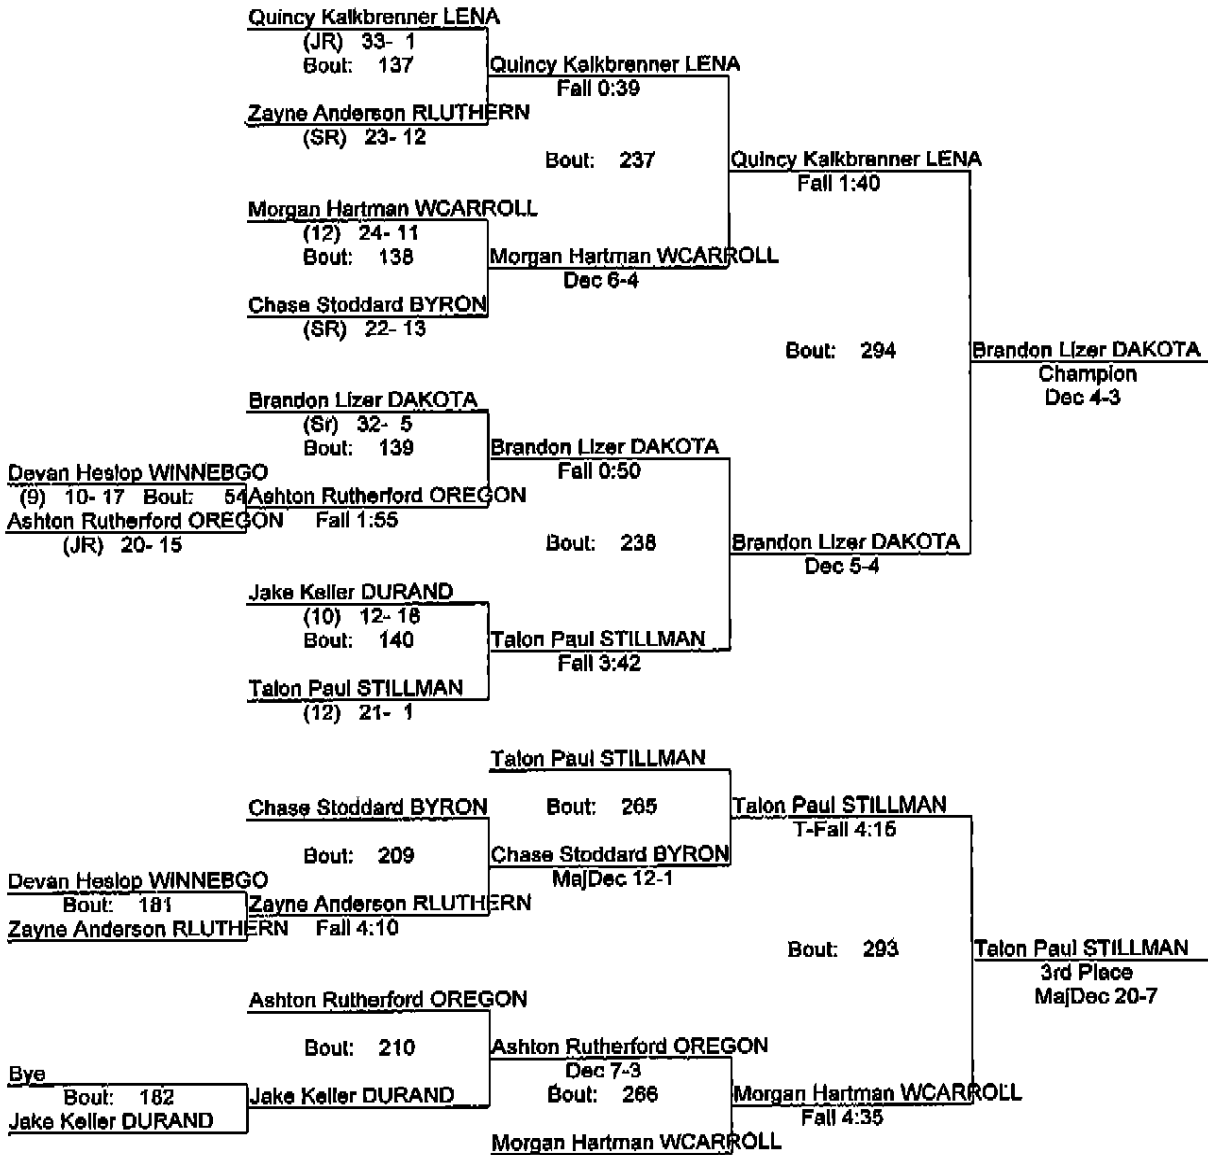 Quincy Kalkbrenner LENA
(JR) 33- 1
Bout: 137
Quincy Kalkbrenner LENA
Fall 0:39
Zayne Anderson RLUTHERN
(SR) 23- 12
Bout: 237
Quincy Kalkbrenner LENA
Fall 1:40
Morgan Hartman WCARROLL
(12) 24- 11
Bout: 138
Morgan Hartman WCARROLL
Dec 6-4
Chase Stoddard BYRON
(SR) 22- 13
Bout: 294
Brandon Lizer DAKOTA
Champion
Dec 4-3
Brandon Lizer DAKOTA
(Sr) 32- 5
Bout: 139
Brandon Lizer DAKOTA
Fall 0:50
Devan Heslop WINNEBGO
(9) 10- 17 Bout: 54
Ashton Rutherford OREGON
Fall 1:55
Ashton Rutherford OREGON
(JR) 20- 15
Bout: 238
Brandon Lizer DAKOTA
Dec 5-4
Jake Keller DURAND
(10) 12- 18
Bout: 140
Talon Paul STILLMAN
Fall 3:42
Talon Paul STILLMAN
(12) 21- 1
Talon Paul STILLMAN
Bout: 265
Talon Paul STILLMAN
T-Fall 4:15
Chase Stoddard BYRON
Bout: 209
Chase Stoddard BYRON
MajDec 12-1
Devan Heslop WINNEBGO
Bout: 181
Zayne Anderson RLUTHERN
Fall 4:10
Zayne Anderson RLUTHERN
Bout: 293
Talon Paul STILLMAN
3rd Place
MajDec 20-7
Ashton Rutherford OREGON
Bout: 210
Ashton Rutherford OREGON
Dec 7-3
Bye
Bout: 182
Jake Keller DURAND
Jake Keller DURAND
Bout: 266
Morgan Hartman WCARROLL
Fall 4:35
Morgan Hartman WCARROLL